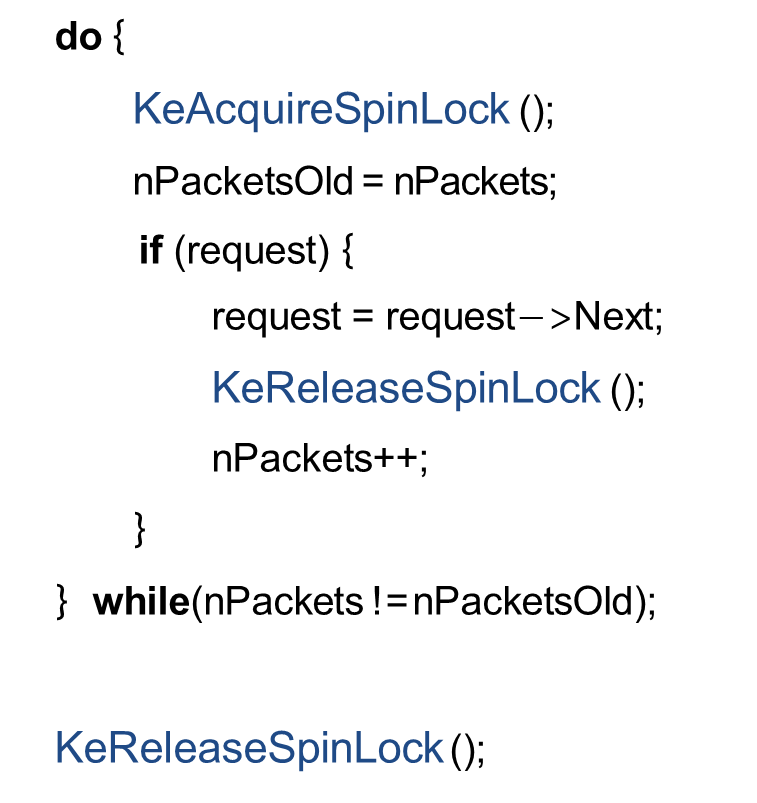 do {
KeAcquireSpinLock ();
nPacketsOld = nPackets;
if (request) {
request = request−>Next;
KeReleaseSpinLock ();
nPackets++;
}
} while(nPackets != nPacketsOld);
KeReleaseSpinLock ();